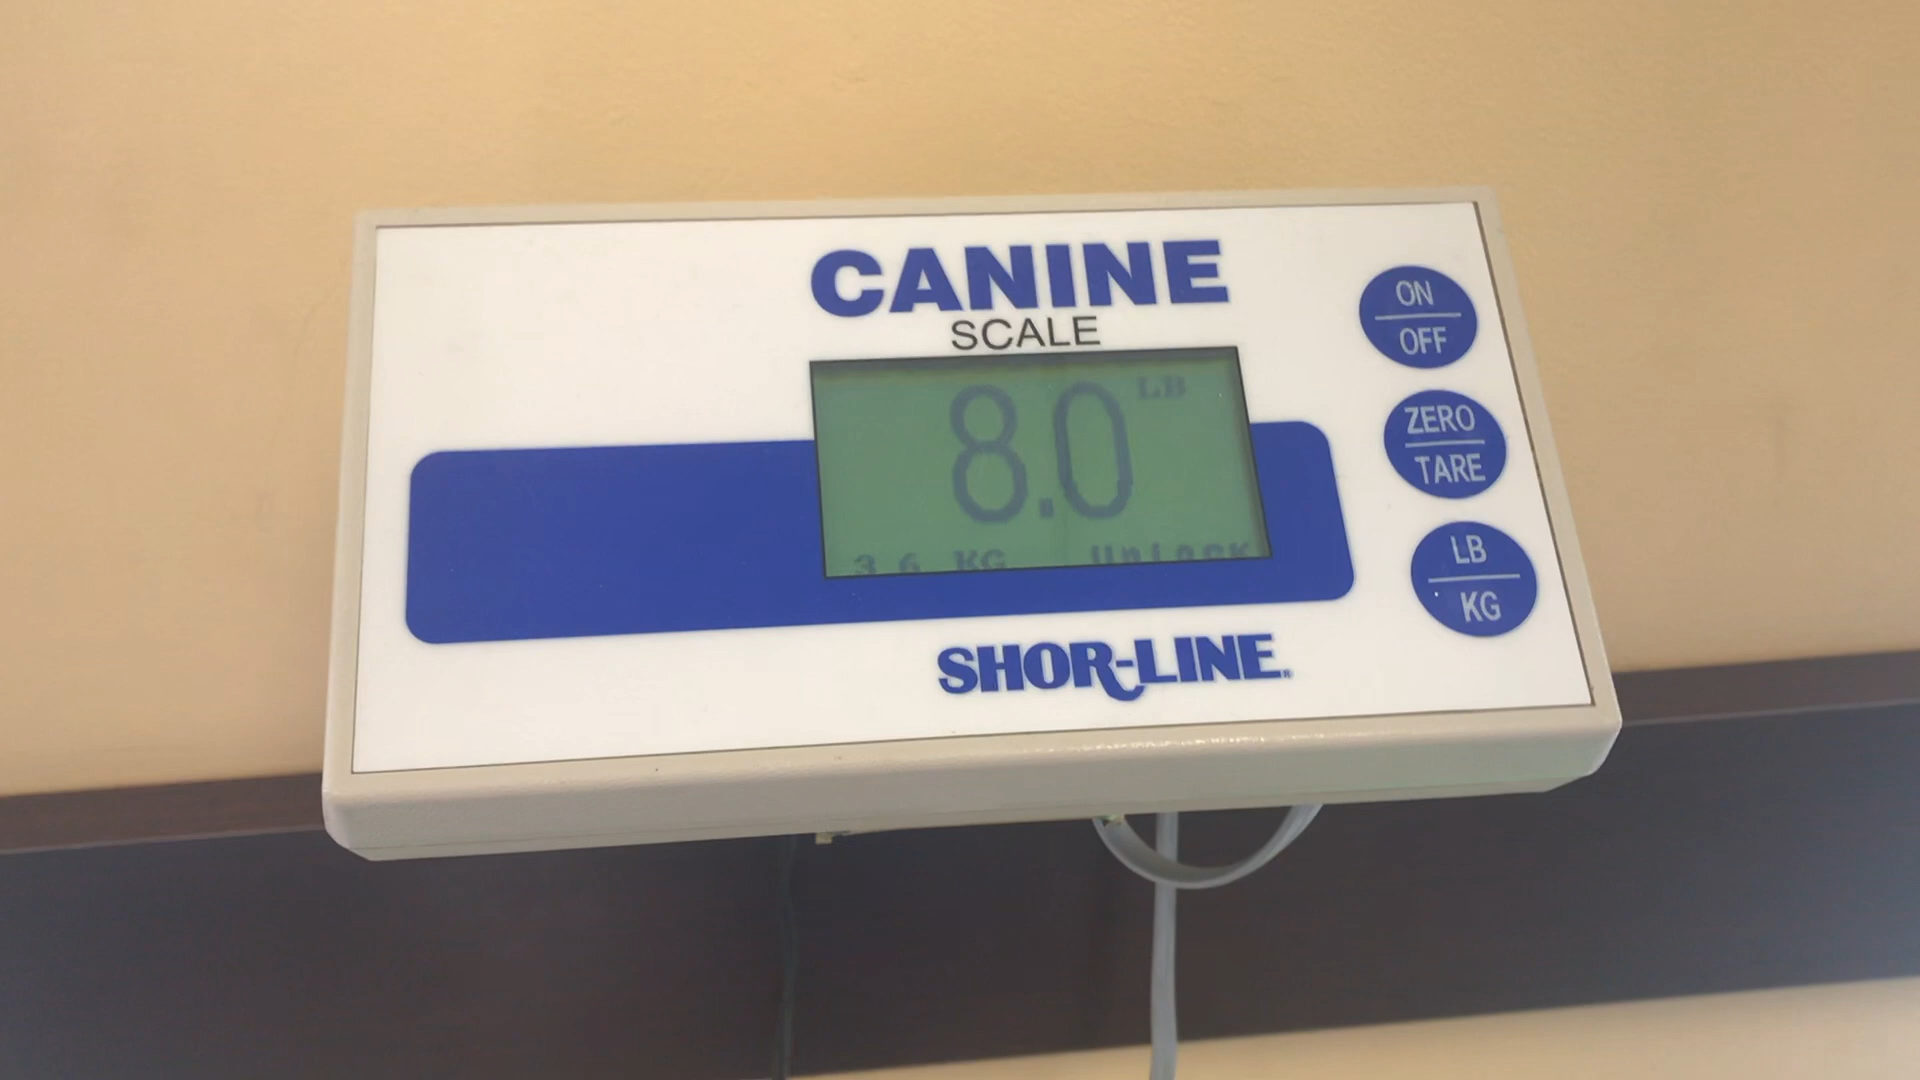 CANINE
SCALE
8.0 LB
3.6 KG Unlock
SHOR-LINE®
ON
OFF
ZERO
TARE
LB
KG